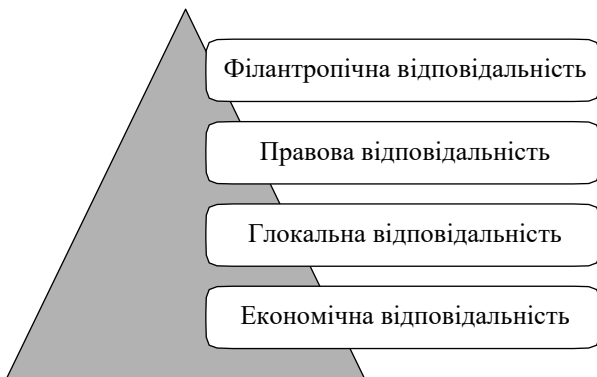 Філантропічна відповідальність
Правова відповідальність
Глокальна відповідальність
Економічна відповідальність